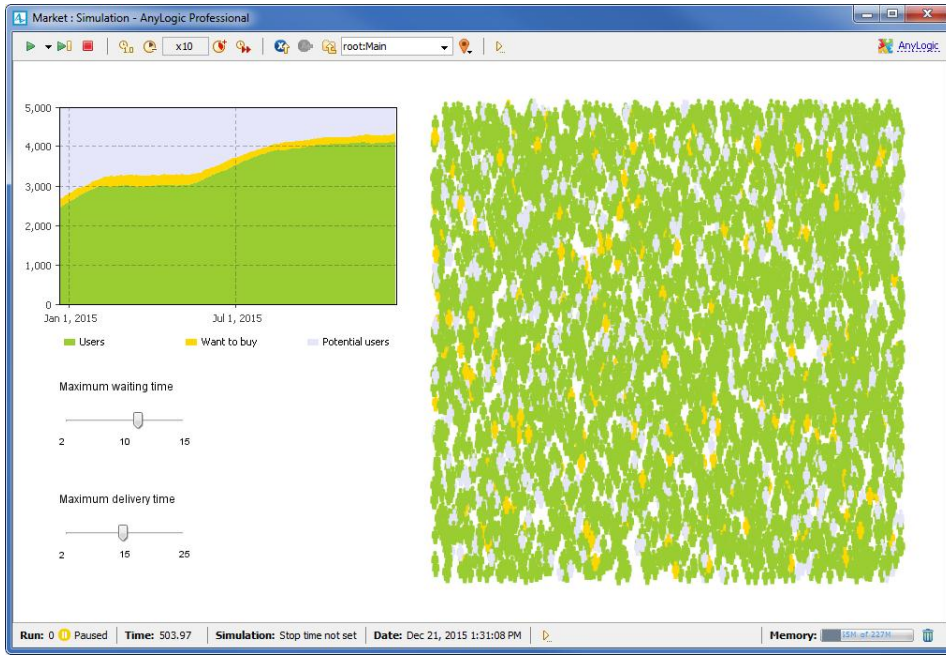 Market : Simulation - AnyLogic Professional
x10
root:Main
AnyLogic
5,000
4,000
3,000
2,000
1,000
0
Jan 1, 2015 Jul 1, 2015
Users Want to buy Potential users
Maximum waiting time
2 10 15
Maximum delivery time
2 15 25
Run: 0 Paused Time: 503.97 Simulation: Stop time not set Date: Dec 21, 2015 1:31:08 PM Memory: of 227M